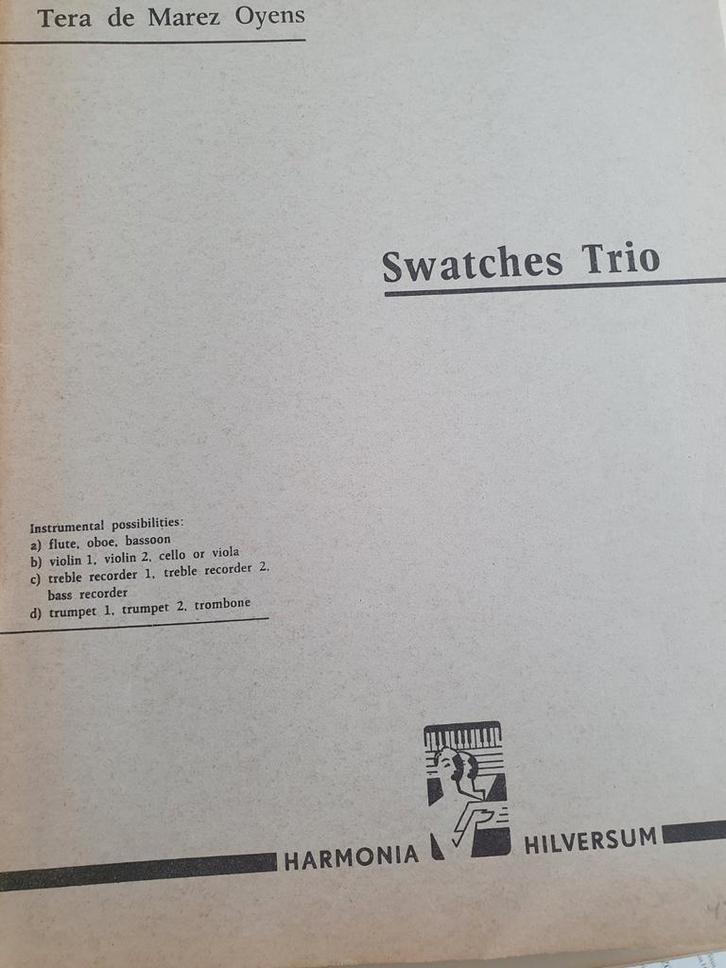 Tera de Marez Oyens
Swatches Trio
Instrumental possibilities:
a) flute, oboe, bassoon
b) violin 1, violin 2, cello or viola
c) treble recorder 1, treble recorder 2,
bass recorder
d) trumpet 1, trumpet 2, trombone
HARMONIA HILVERSUM